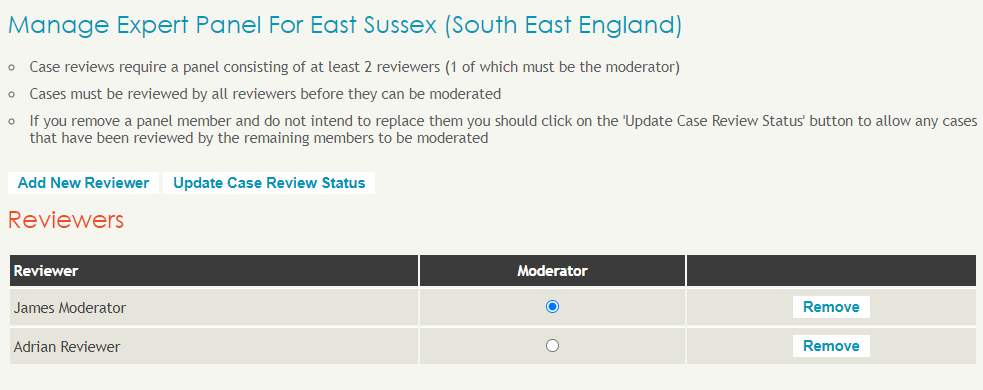 Manage Expert Panel For East Sussex (South East England)
Case reviews require a panel consisting of at least 2 reviewers (1 of which must be the moderator)
Cases must be reviewed by all reviewers before they can be moderated
If you remove a panel member and do not intend to replace them you should click on the 'Update Case Review Status' button to allow any cases
that have been reviewed by the remaining members to be moderated
Add New Reviewer Update Case Review Status
Reviewers
Reviewer Moderator
James Moderator Remove
Adrian Reviewer Remove